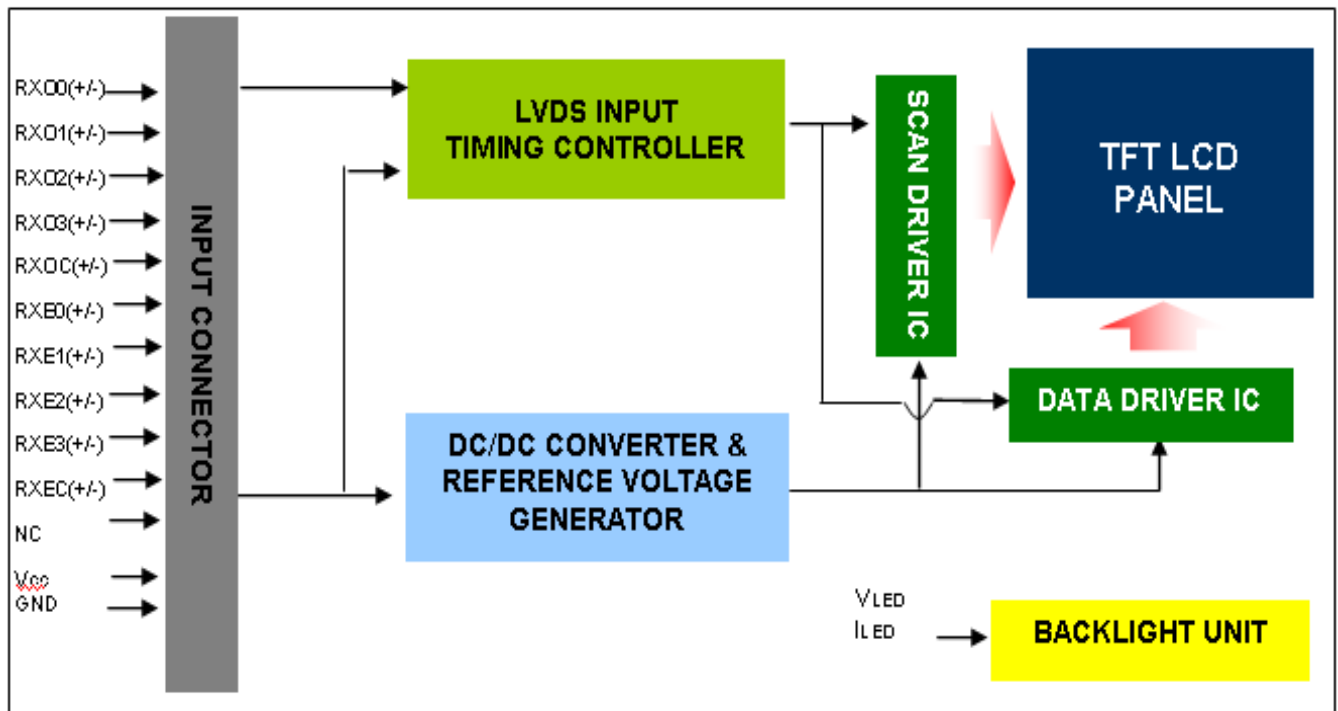 RXO0(+/-)
RXO1(+/-)
RXO2(+/-)
RXO3(+/-)
RXOC(+/-)
RXE0(+/-)
RXE1(+/-)
RXE2(+/-)
RXE3(+/-)
RXEC(+/-)
NC
Vcc
GND
INPUT CONNECTOR
LVDS INPUT
TIMING CONTROLLER
DC/DC CONVERTER &
REFERENCE VOLTAGE
GENERATOR
SCAN DRIVER IC
TFT LCD
PANEL
DATA DRIVER IC
VLED
ILED
BACKLIGHT UNIT